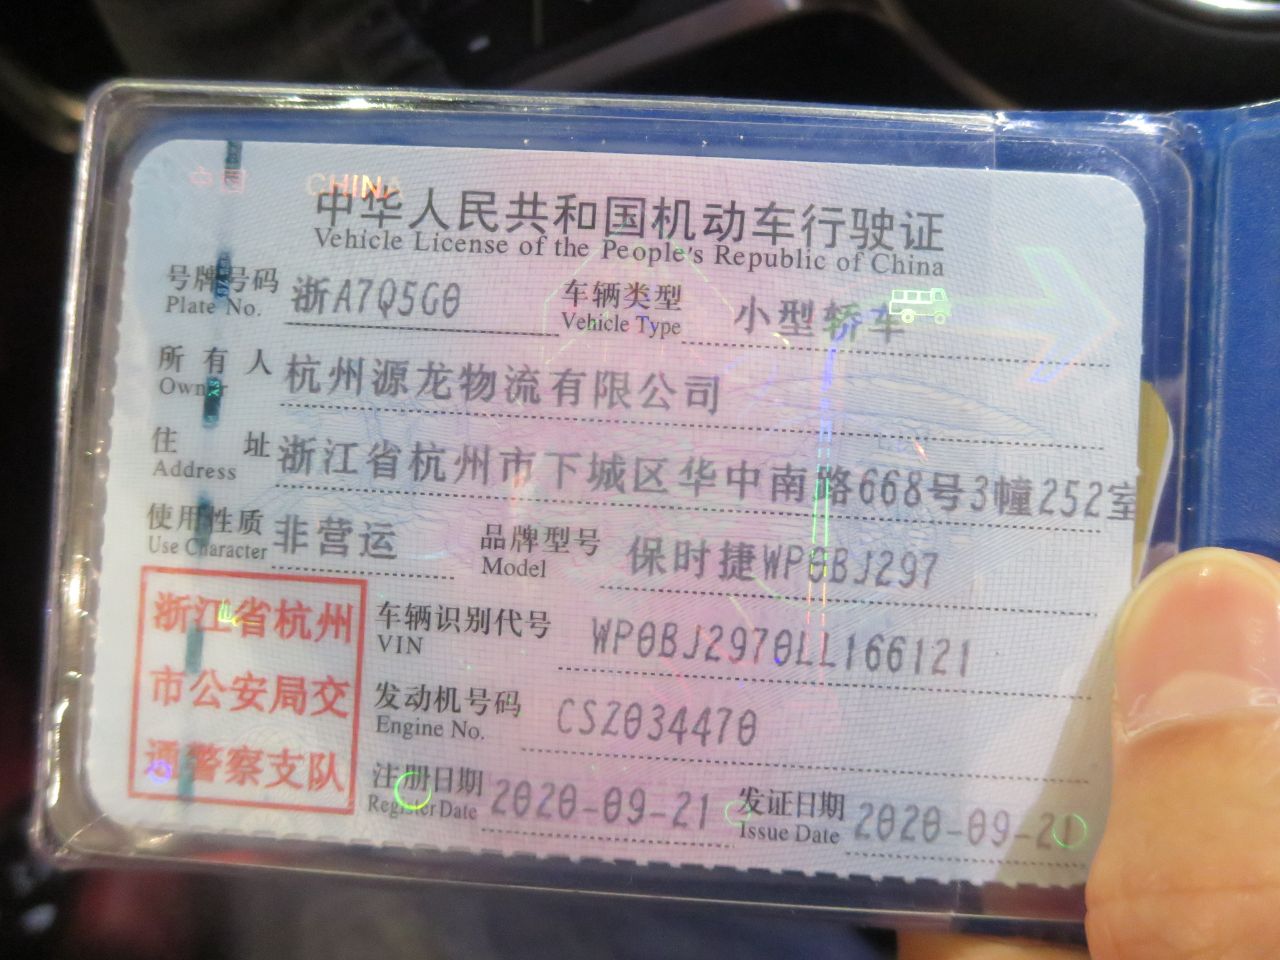 中国 CHINA
中华人民共和国机动车行驶证
Vehicle License of the People's Republic of China
号牌号码 浙A7Q5G0 车辆类型 小型轿车
Plate No. Vehicle Type
所有人 杭州源龙物流有限公司
Owner
住址 浙江省杭州市下城区华中南路668号3幢252室
Address
使用性质 非营运 品牌型号 保时捷WP0BJ297
Use Character Model
浙江省杭州
市公安局交
通警察支队
车辆识别代号 WP0BJ2970LL166121
VIN
发动机号码 CSZ034470
Engine No.
注册日期 2020-09-21 发证日期 2020-09-21
Register Date Issue Date